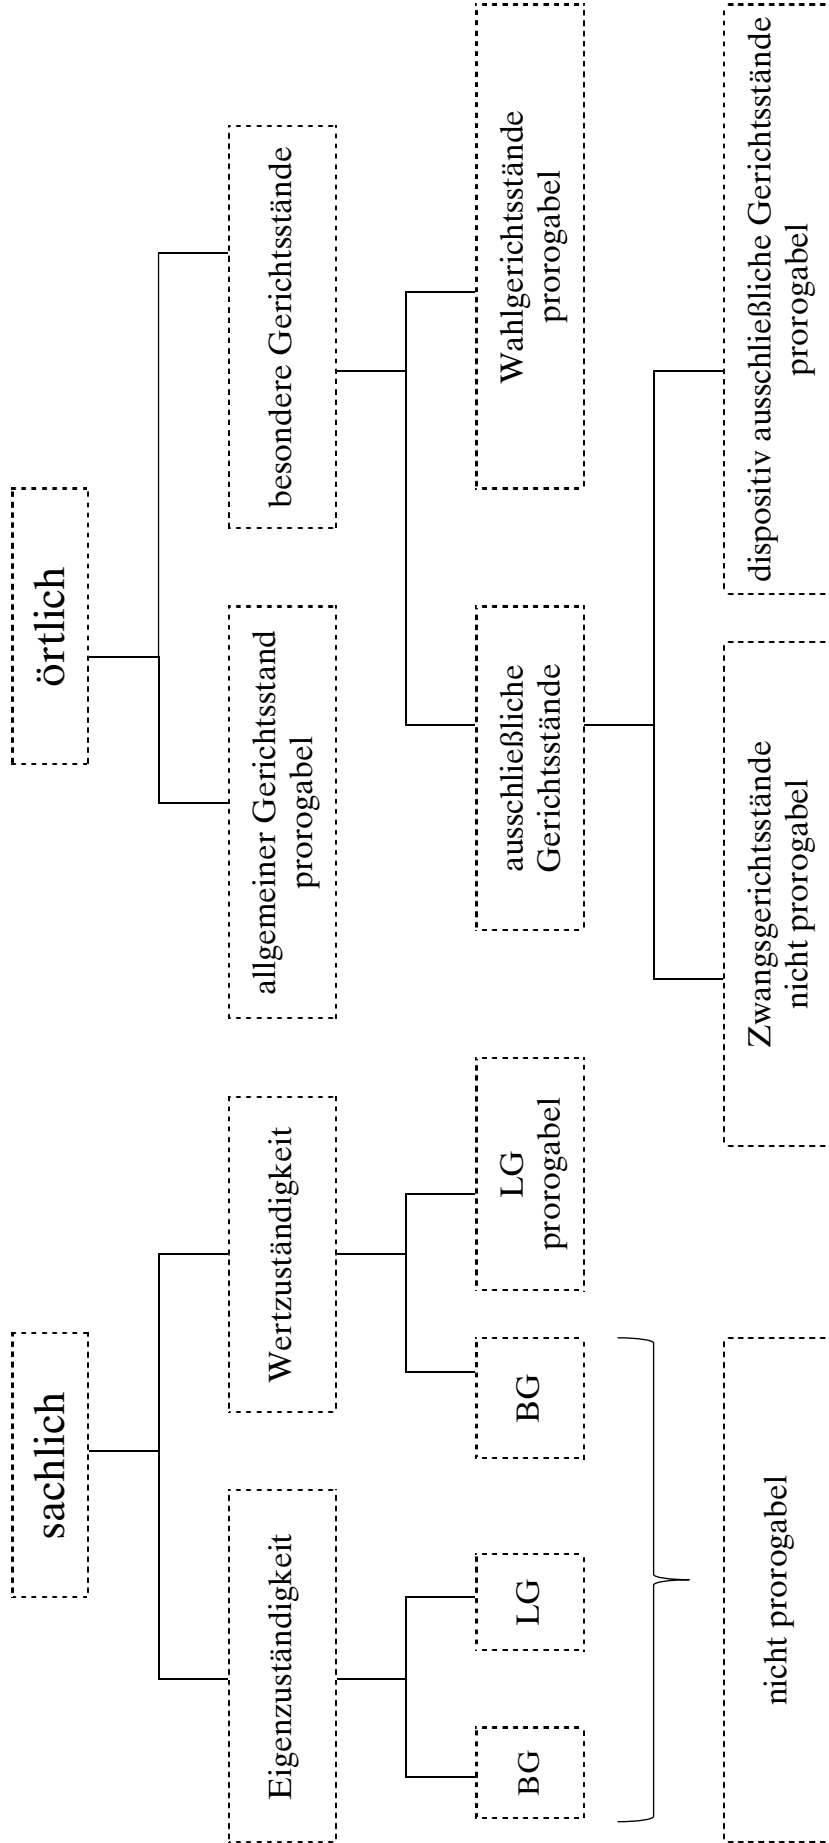 sachlich
örtlich
Eigenzuständigkeit
Wertzuständigkeit
allgemeiner Gerichtsstand
prorogabel
besondere Gerichtsstände
BG
LG
BG
LG
prorogabel
ausschließliche
Gerichtsstände
Wahlgerichtsstände
prorogabel
nicht prorogabel
Zwangsgerichtsstände
nicht prorogabel
dispositiv ausschließliche Gerichtsstände
prorogabel